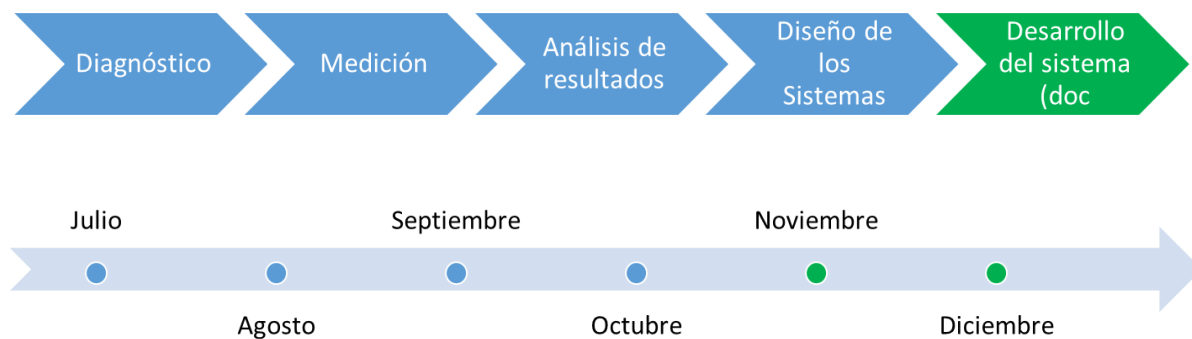 Diagnóstico
Medición
Análisis de
resultados
Diseño de
los
Sistemas
Desarrollo
del sistema
(doc
Julio
Septiembre
Noviembre
Agosto
Octubre
Diciembre